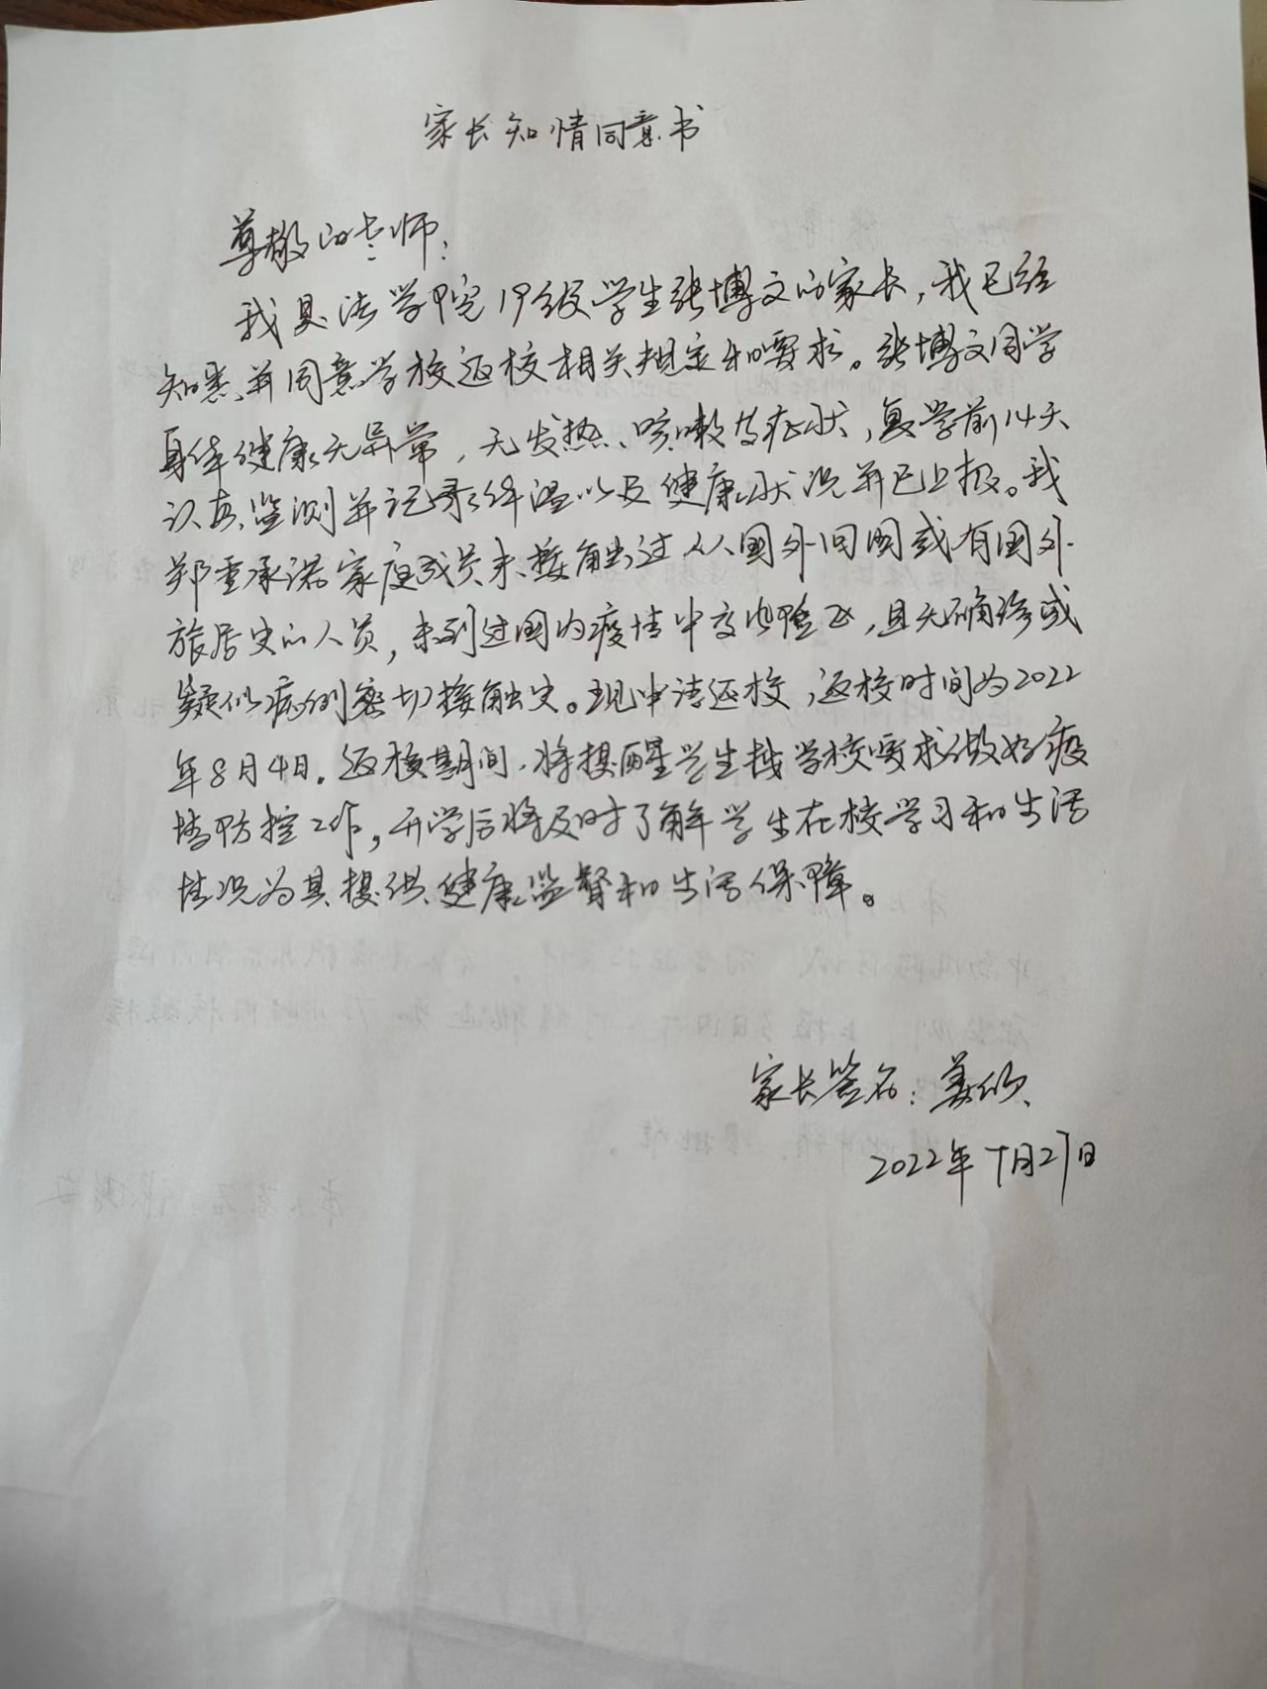 家长知情同意书
尊敬的老师：
我是法学院19级学生张博文的家长，我已经
知悉并同意学校返校相关规定和要求。张博文同学
身体健康无异常，无发热、咳嗽等症状，复学前14天
认真监测并记录体温以及健康状况并已上报。我
郑重承诺家庭成员未接触过从国外回国或有国外
旅居史的人员，未到过国内疫情中高风险区，且无确诊或
疑似病例密切接触史。现申请返校，返校时间为2022
年8月4日。返校期间，将提醒学生按学校要求做好疫
情防控工作，开学后将及时了解学生在校学习和生活
情况为其提供健康监督和生活保障。
家长签名：姜欣
2022年7月27日